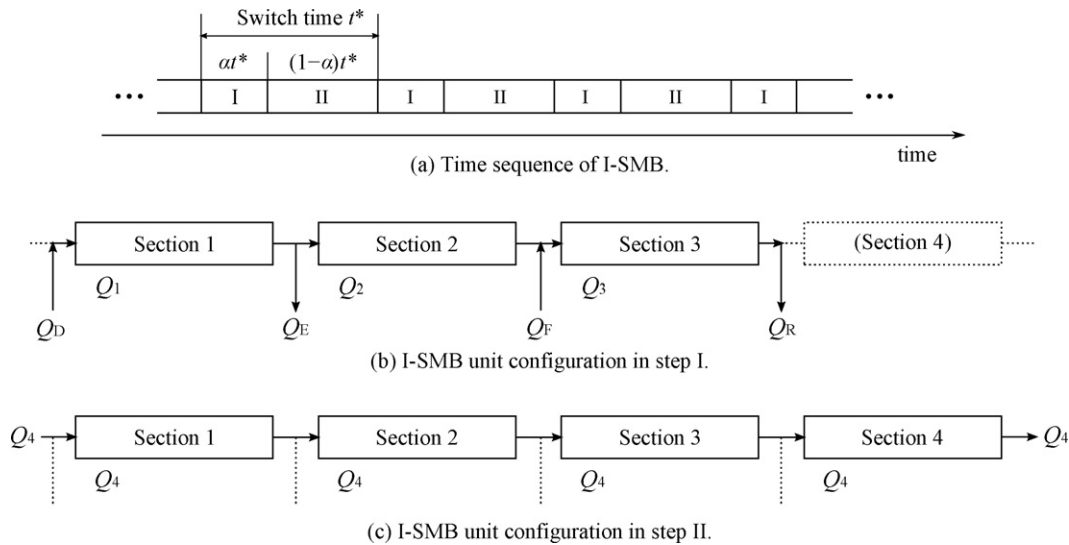 Switch time t*
αt* (1−α)t*
••• I II I II I II I •••
time
(a) Time sequence of I-SMB.
Section 1 Section 2 Section 3 (Section 4)
Q1 Q2 Q3
QD QE QF QR
(b) I-SMB unit configuration in step I.
Q4 Section 1 Section 2 Section 3 Section 4 Q4
Q4 Q4 Q4 Q4
(c) I-SMB unit configuration in step II.